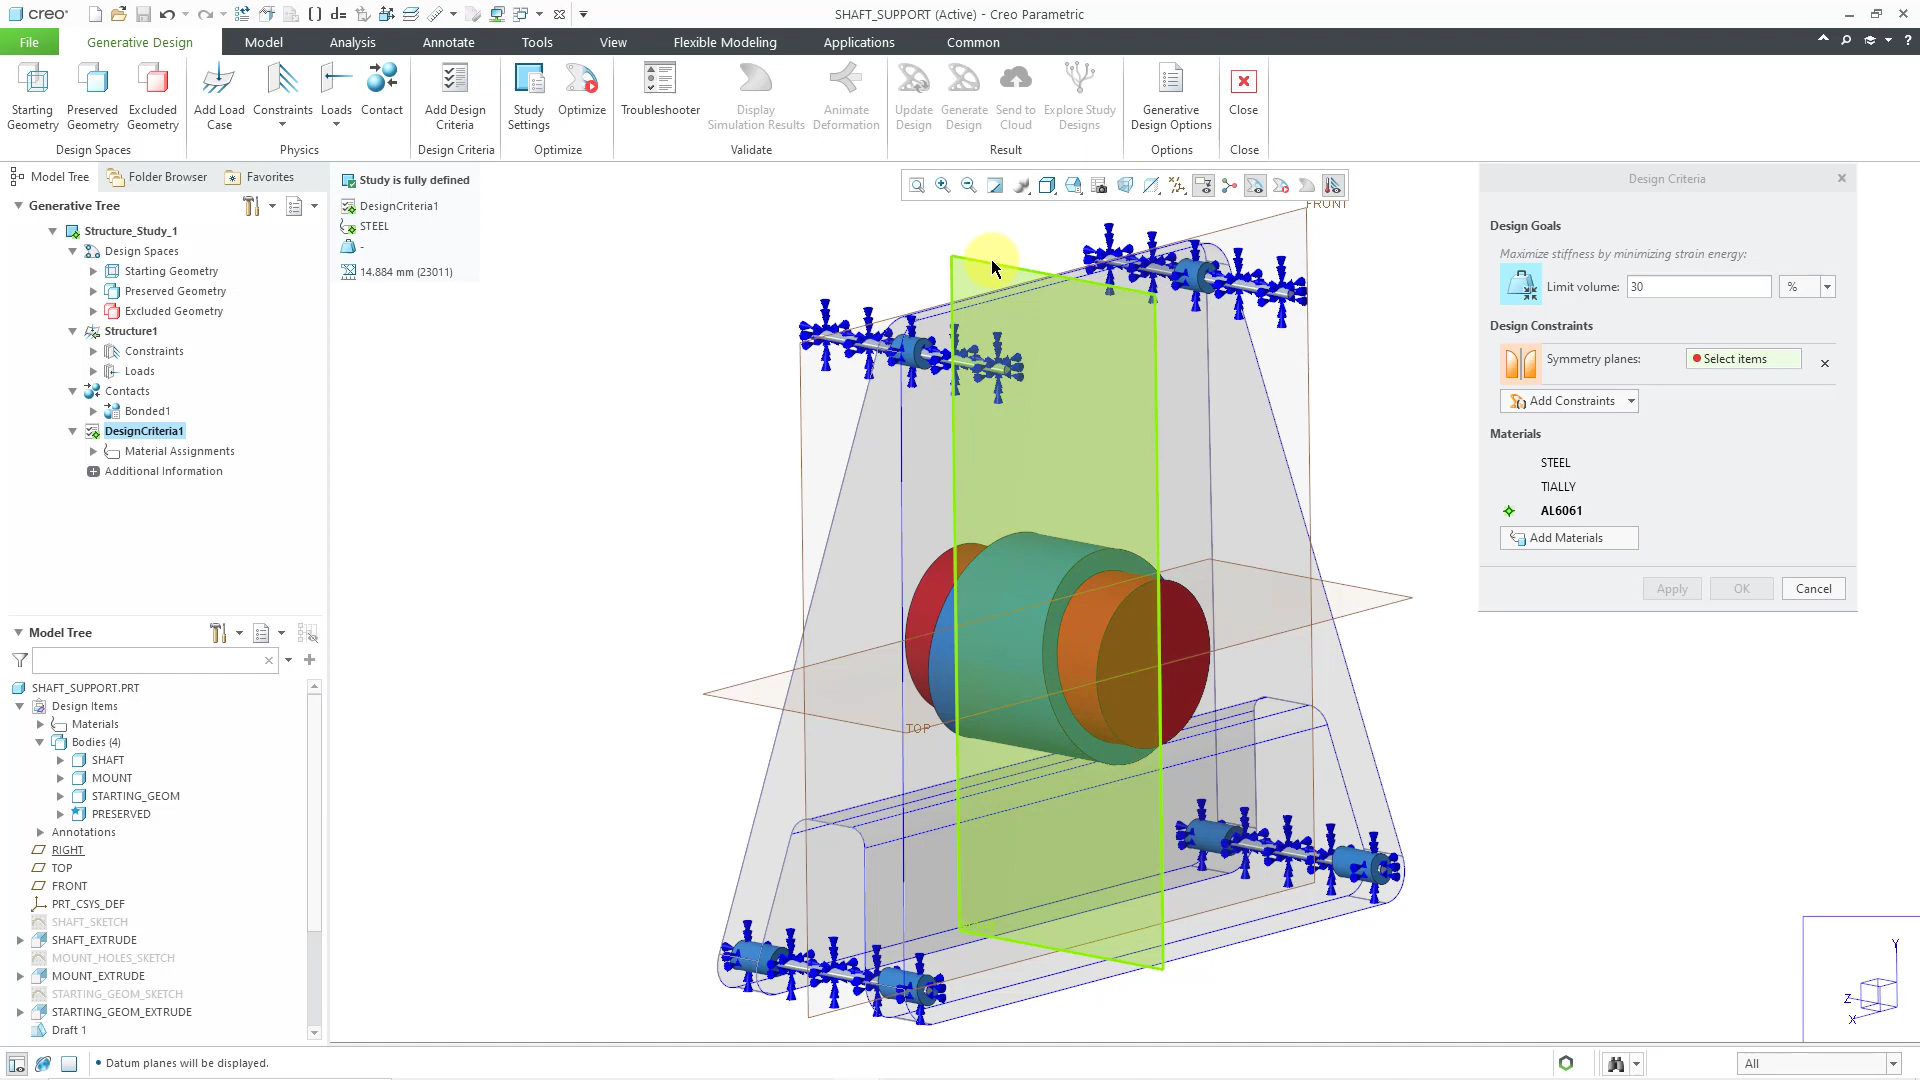 creo
SHAFT_SUPPORT (Active) - Creo Parametric
File
Generative Design
Model
Analysis
Annotate
Tools
View
Flexible Modeling
Applications
Common
Starting Geometry
Preserved Geometry
Excluded Geometry
Add Load Case
Constraints
Loads
Contact
Add Design Criteria
Study Settings
Optimize
Troubleshooter
Display Simulation Results
Animate Deformation
Update Design
Generate Design
Send to Cloud
Explore Study Designs
Generative Design Options
Close
Design Spaces
Physics
Design Criteria
Optimize
Validate
Result
Options
Close
Model Tree
Folder Browser
Favorites
Generative Tree
Structure_Study_1
Design Spaces
Starting Geometry
Preserved Geometry
Excluded Geometry
Structure1
Constraints
Loads
Contacts
Bonded1
DesignCriteria1
Material Assignments
Additional Information
Model Tree
SHAFT_SUPPORT.PRT
Design Items
Materials
Bodies (4)
SHAFT
MOUNT
STARTING_GEOM
PRESERVED
Annotations
RIGHT
TOP
FRONT
PRT_CSYS_DEF
SHAFT_SKETCH
SHAFT_EXTRUDE
MOUNT_HOLES_SKETCH
MOUNT_EXTRUDE
STARTING_GEOM_SKETCH
STARTING_GEOM_EXTRUDE
Draft 1
Study is fully defined
DesignCriteria1
STEEL
-
14.884 mm (23011)
FRONT
TOP
Design Criteria
Design Goals
Maximize stiffness by minimizing strain energy:
Limit volume: 30 %
Design Constraints
Symmetry planes: Select items
Add Constraints
Materials
STEEL
TIALLY
AL6061
Add Materials
Apply OK Cancel
Y
Z
X
• Datum planes will be displayed.
All